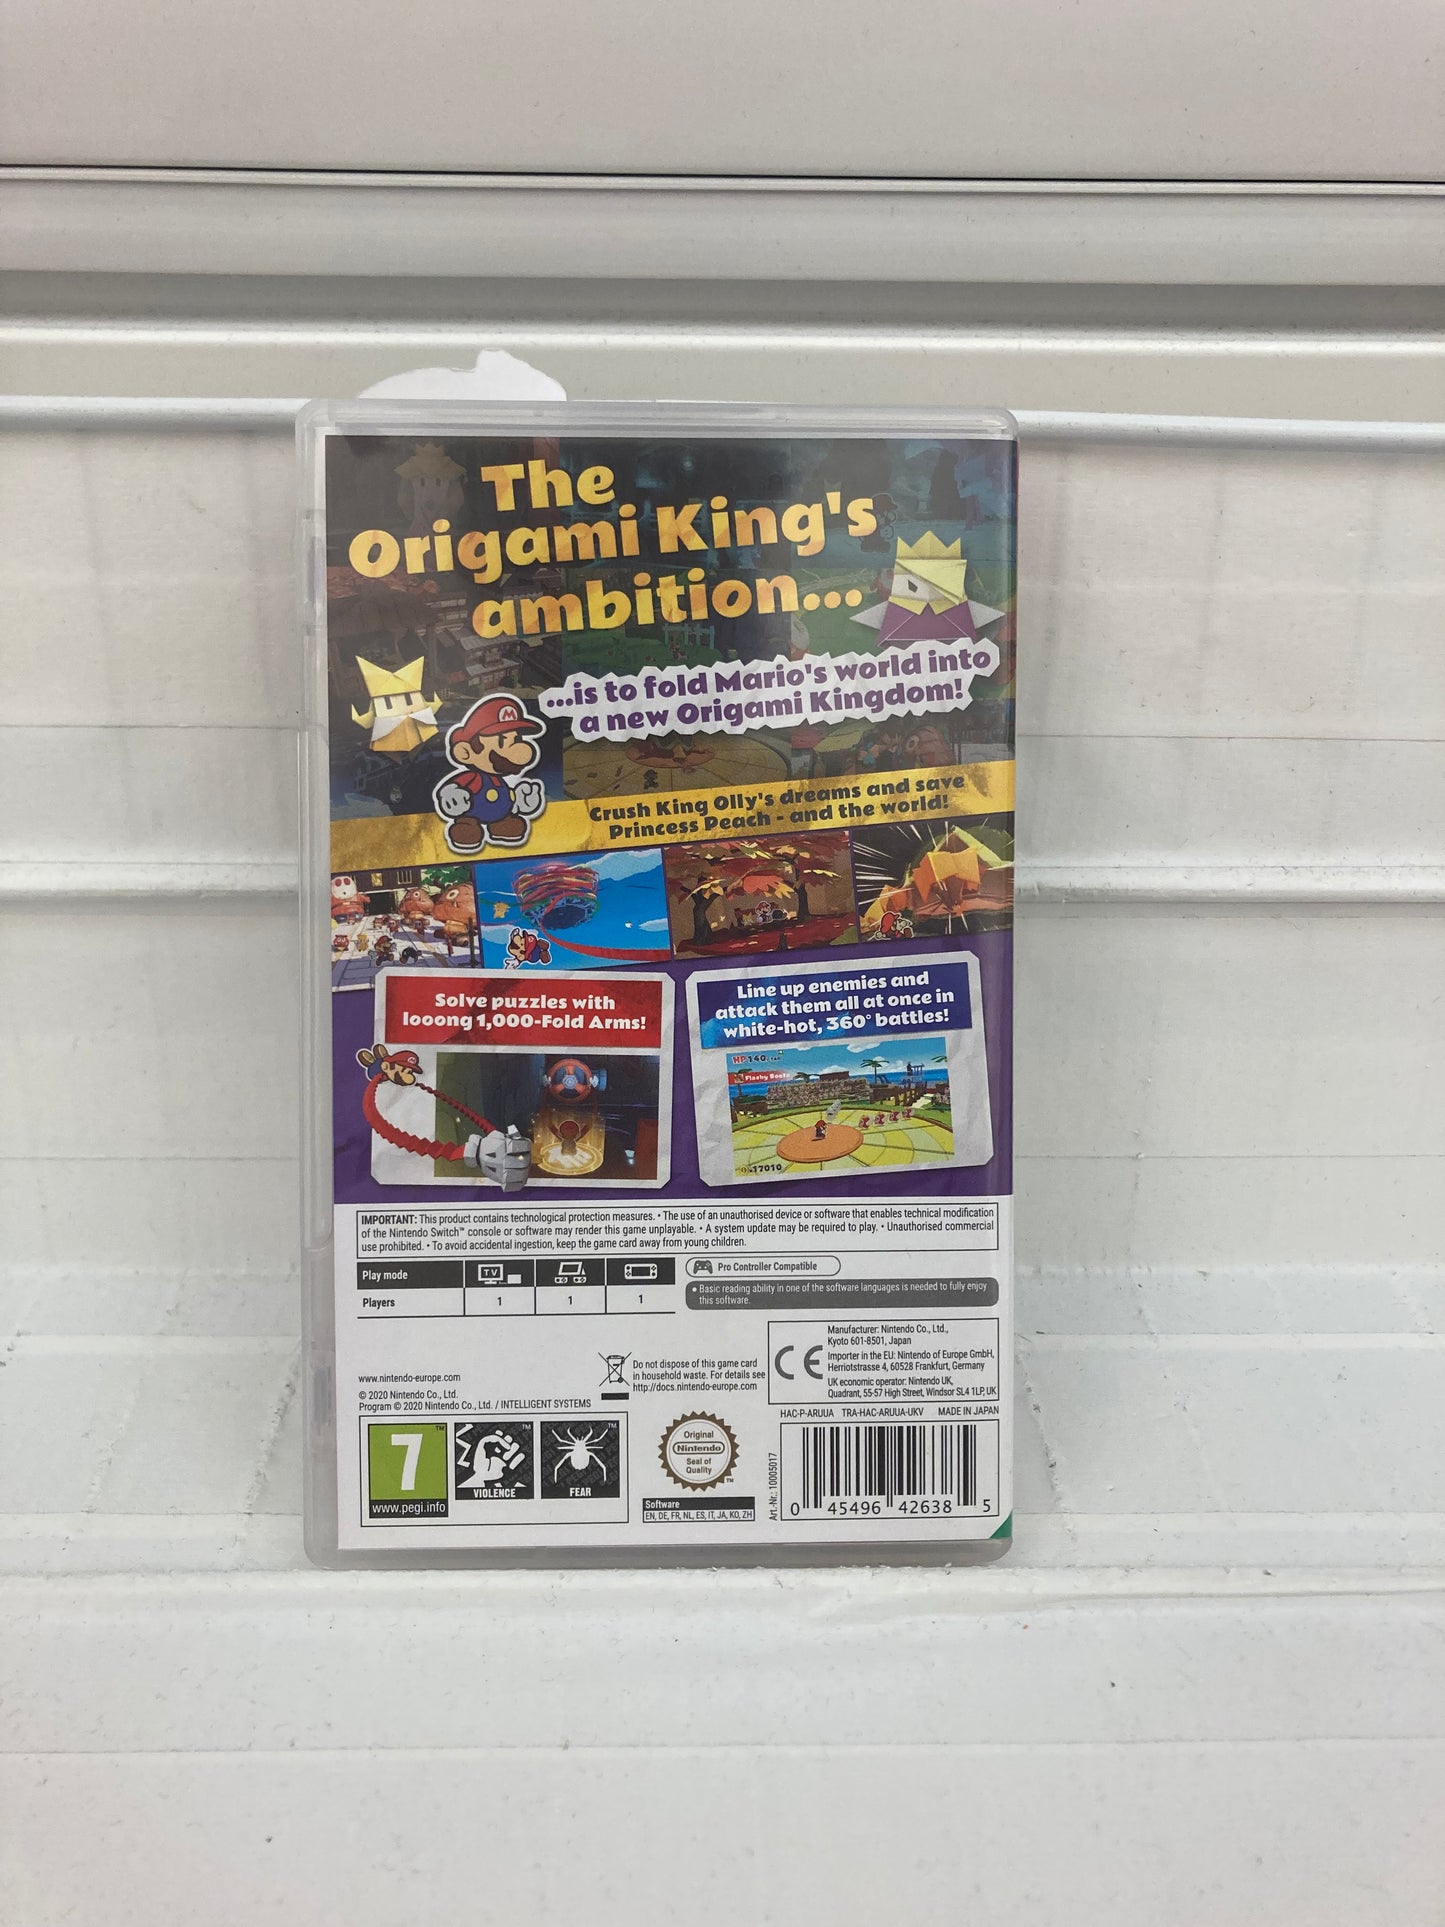 The
Origami King's
ambition...
...is to fold Mario's world into
a new Origami Kingdom!
Crush King Olly's dreams and save
Princess Peach - and the world!
Solve puzzles with
looong 1,000-Fold Arms!
Line up enemies and
attack them all at once in
white-hot, 360° battles!
HP 140
Flashy Boots
17010
IMPORTANT: This product contains technological protection measures. • The use of an unauthorised device or software that enables technical modification
of the Nintendo Switch™ console or software may render this game unplayable. • A system update may be required to play. • Unauthorised commercial
use prohibited. • To avoid accidental ingestion, keep the game card away from young children.
Play mode
TV
Players 1 1 1
Pro Controller Compatible
• Basic reading ability in one of the software languages is needed to fully enjoy
this software.
www.nintendo-europe.com
© 2020 Nintendo Co., Ltd.
Program © 2020 Nintendo Co., Ltd. / INTELLIGENT SYSTEMS
Do not dispose of this game card
in household waste. For details see
http://docs.nintendo-europe.com
CE
Manufacturer: Nintendo Co., Ltd.,
Kyoto 601-8501, Japan
Importer in the EU: Nintendo of Europe GmbH,
Herriotstrasse 4, 60528 Frankfurt, Germany
UK economic operator: Nintendo UK,
Quadrant, 55-57 High Street, Windsor SL4 1LP, UK
HAC-P-ARUUA TRA-HAC-ARUUA-UKV MADE IN JAPAN
7
™
www.pegi.info
™
VIOLENCE
™
FEAR
Original
Nintendo
Seal of
Quality
™
Software
EN, DE, FR, NL, ES, IT, JA, KO, ZH
Art.-Nr.: 10005017
0 45496 42638 5